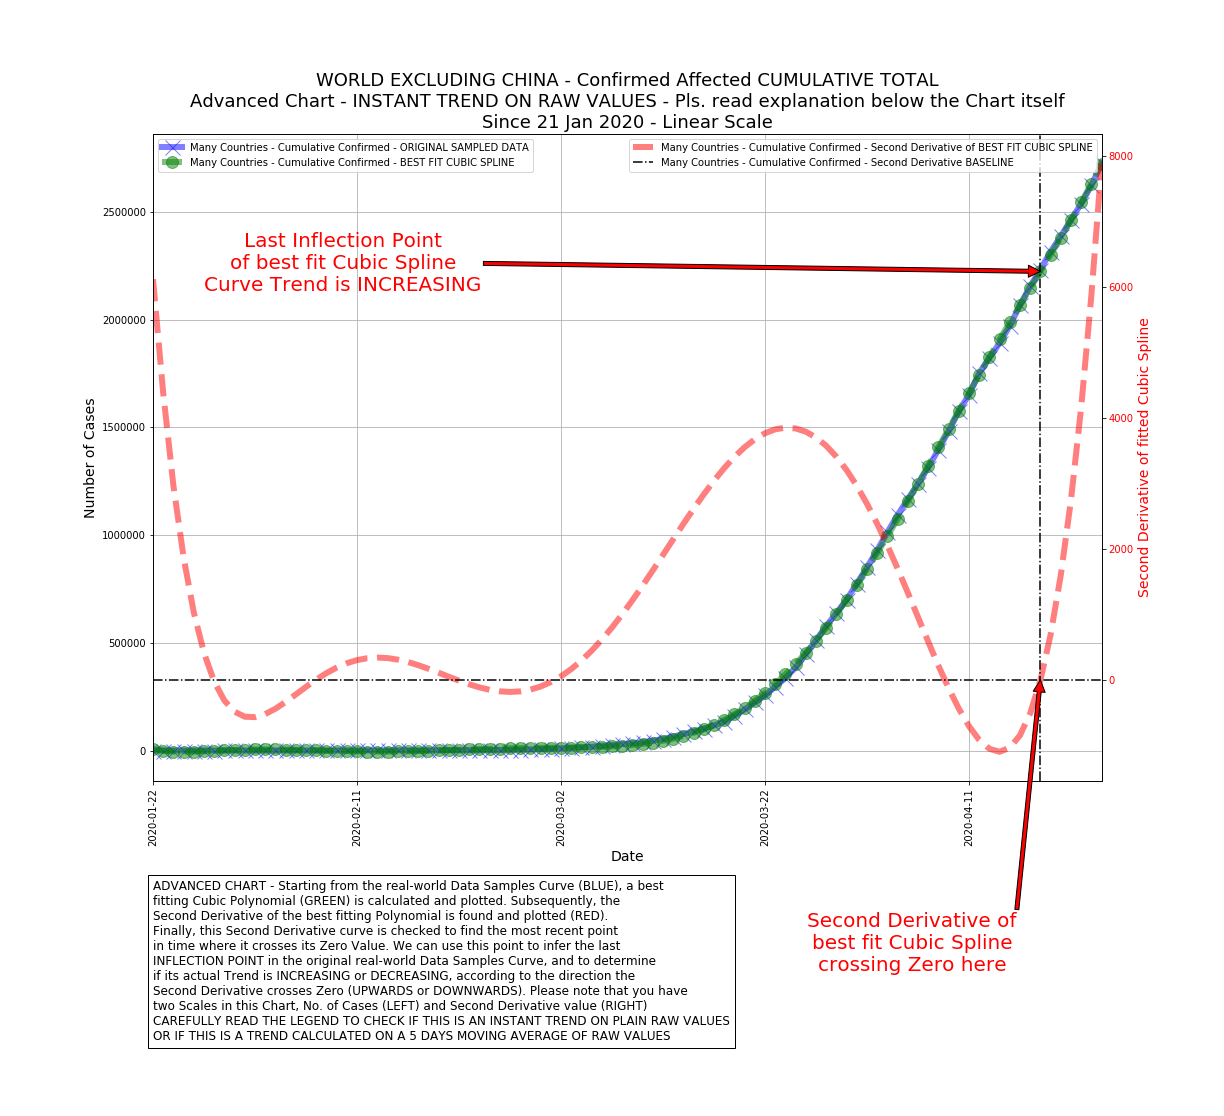 WORLD EXCLUDING CHINA - Confirmed Affected CUMULATIVE TOTAL
Advanced Chart - INSTANT TREND ON RAW VALUES - Pls. read explanation below the Chart itself
Since 21 Jan 2020 - Linear Scale
Many Countries - Cumulative Confirmed - ORIGINAL SAMPLED DATA
Many Countries - Cumulative Confirmed - BEST FIT CUBIC SPLINE
Many Countries - Cumulative Confirmed - Second Derivative of BEST FIT CUBIC SPLINE
Many Countries - Cumulative Confirmed - Second Derivative BASELINE
Last Inflection Point
of best fit Cubic Spline
Curve Trend is INCREASING
Number of Cases
2500000
2000000
1500000
1000000
500000
0
8000
6000
4000
2000
0
Second Derivative of fitted Cubic Spline
2020-01-22
2020-02-11
2020-03-02
2020-03-22
2020-04-11
Date
ADVANCED CHART - Starting from the real-world Data Samples Curve (BLUE), a best
fitting Cubic Polynomial (GREEN) is calculated and plotted. Subsequently, the
Second Derivative of the best fitting Polynomial is found and plotted (RED).
Finally, this Second Derivative curve is checked to find the most recent point
in time where it crosses its Zero Value. We can use this point to infer the last
INFLECTION POINT in the original real-world Data Samples Curve, and to determine
if its actual Trend is INCREASING or DECREASING, according to the direction the
Second Derivative crosses Zero (UPWARDS or DOWNWARDS). Please note that you have
two Scales in this Chart, No. of Cases (LEFT) and Second Derivative value (RIGHT)
CAREFULLY READ THE LEGEND TO CHECK IF THIS IS AN INSTANT TREND ON PLAIN RAW VALUES
OR IF THIS IS A TREND CALCULATED ON A 5 DAYS MOVING AVERAGE OF RAW VALUES
Second Derivative of
best fit Cubic Spline
crossing Zero here